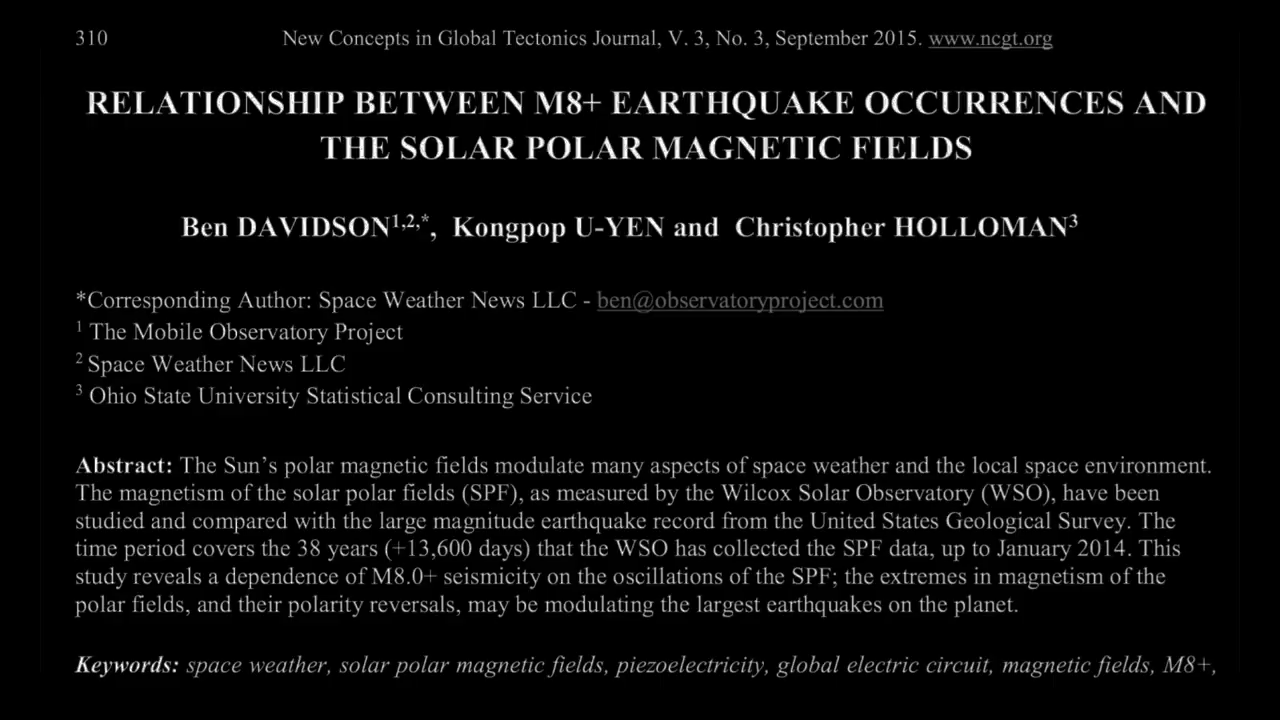 310 New Concepts in Global Tectonics Journal, V. 3, No. 3, September 2015. www.ncgt.org
RELATIONSHIP BETWEEN M8+ EARTHQUAKE OCCURRENCES AND
THE SOLAR POLAR MAGNETIC FIELDS
Ben DAVIDSON1,2,*, Kongpop U-YEN and Christopher HOLLOMAN3
*Corresponding Author: Space Weather News LLC - ben@observatoryproject.com
1 The Mobile Observatory Project
2 Space Weather News LLC
3 Ohio State University Statistical Consulting Service
Abstract: The Sun's polar magnetic fields modulate many aspects of space weather and the local space environment.
The magnetism of the solar polar fields (SPF), as measured by the Wilcox Solar Observatory (WSO), have been
studied and compared with the large magnitude earthquake record from the United States Geological Survey. The
time period covers the 38 years (+13,600 days) that the WSO has collected the SPF data, up to January 2014. This
study reveals a dependence of M8.0+ seismicity on the oscillations of the SPF; the extremes in magnetism of the
polar fields, and their polarity reversals, may be modulating the largest earthquakes on the planet.
Keywords: space weather, solar polar magnetic fields, piezoelectricity, global electric circuit, magnetic fields, M8+,